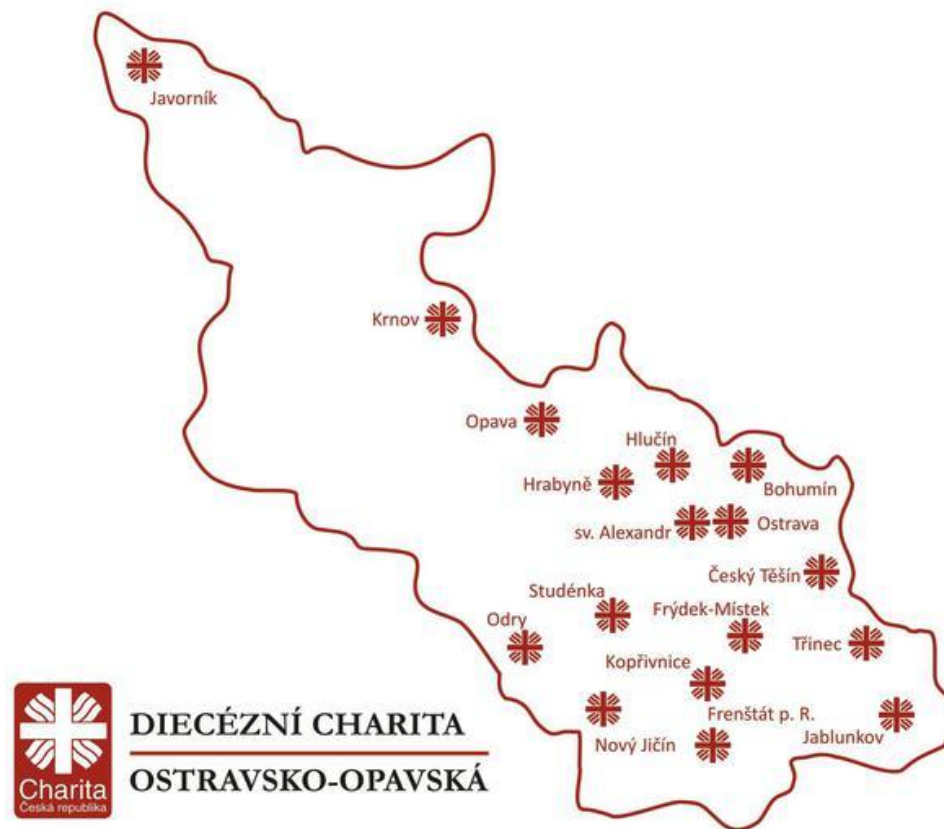 Javorník
Krnov
Opava
Hlučín
Hrabyně
Bohumín
sv. Alexandr
Ostrava
Český Těšín
Studénka
Frýdek-Místek
Odry
Třinec
Kopřivnice
Frenštát p. R.
Jablunkov
Nový Jičín
DIECÉZNÍ CHARITA
OSTRAVSKO-OPAVSKÁ
Charita
Česká republika